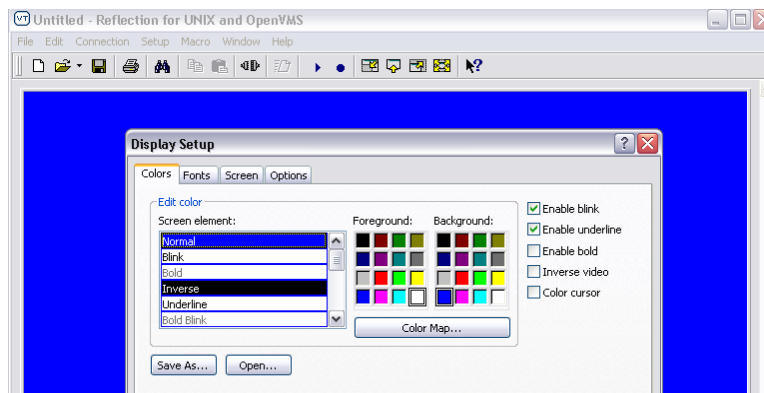 VT Untitled - Reflection for UNIX and OpenVMS
File Edit Connection Setup Macro Window Help
Display Setup
Colors Fonts Screen Options
Edit color
Screen element: Foreground: Background:
Normal
Blink
Bold
Inverse
Underline
Bold Blink
Color Map...
Enable blink
Enable underline
Enable bold
Inverse video
Color cursor
Save As... Open...